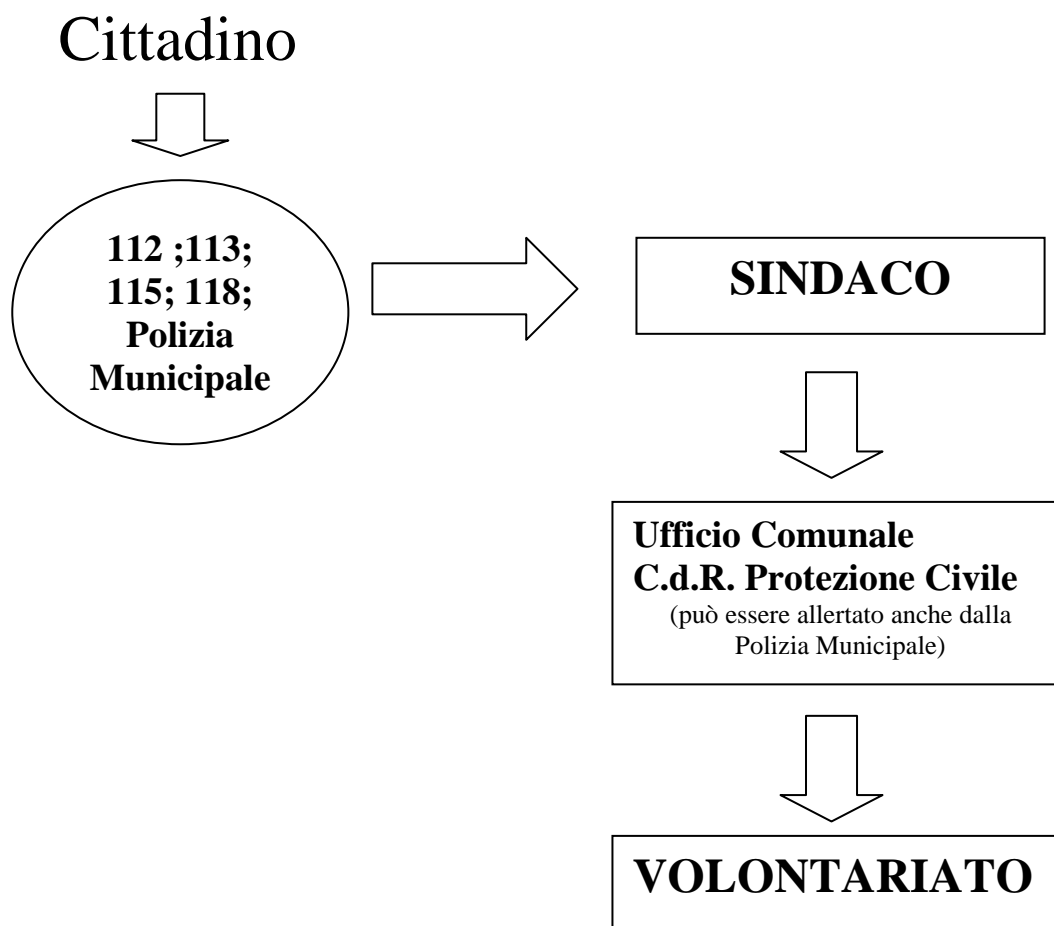 Cittadino
112 ;113;
115; 118;
Polizia
Municipale
SINDACO
Ufficio Comunale
C.d.R. Protezione Civile
(può essere allertato anche dalla
Polizia Municipale)
VOLONTARIATO